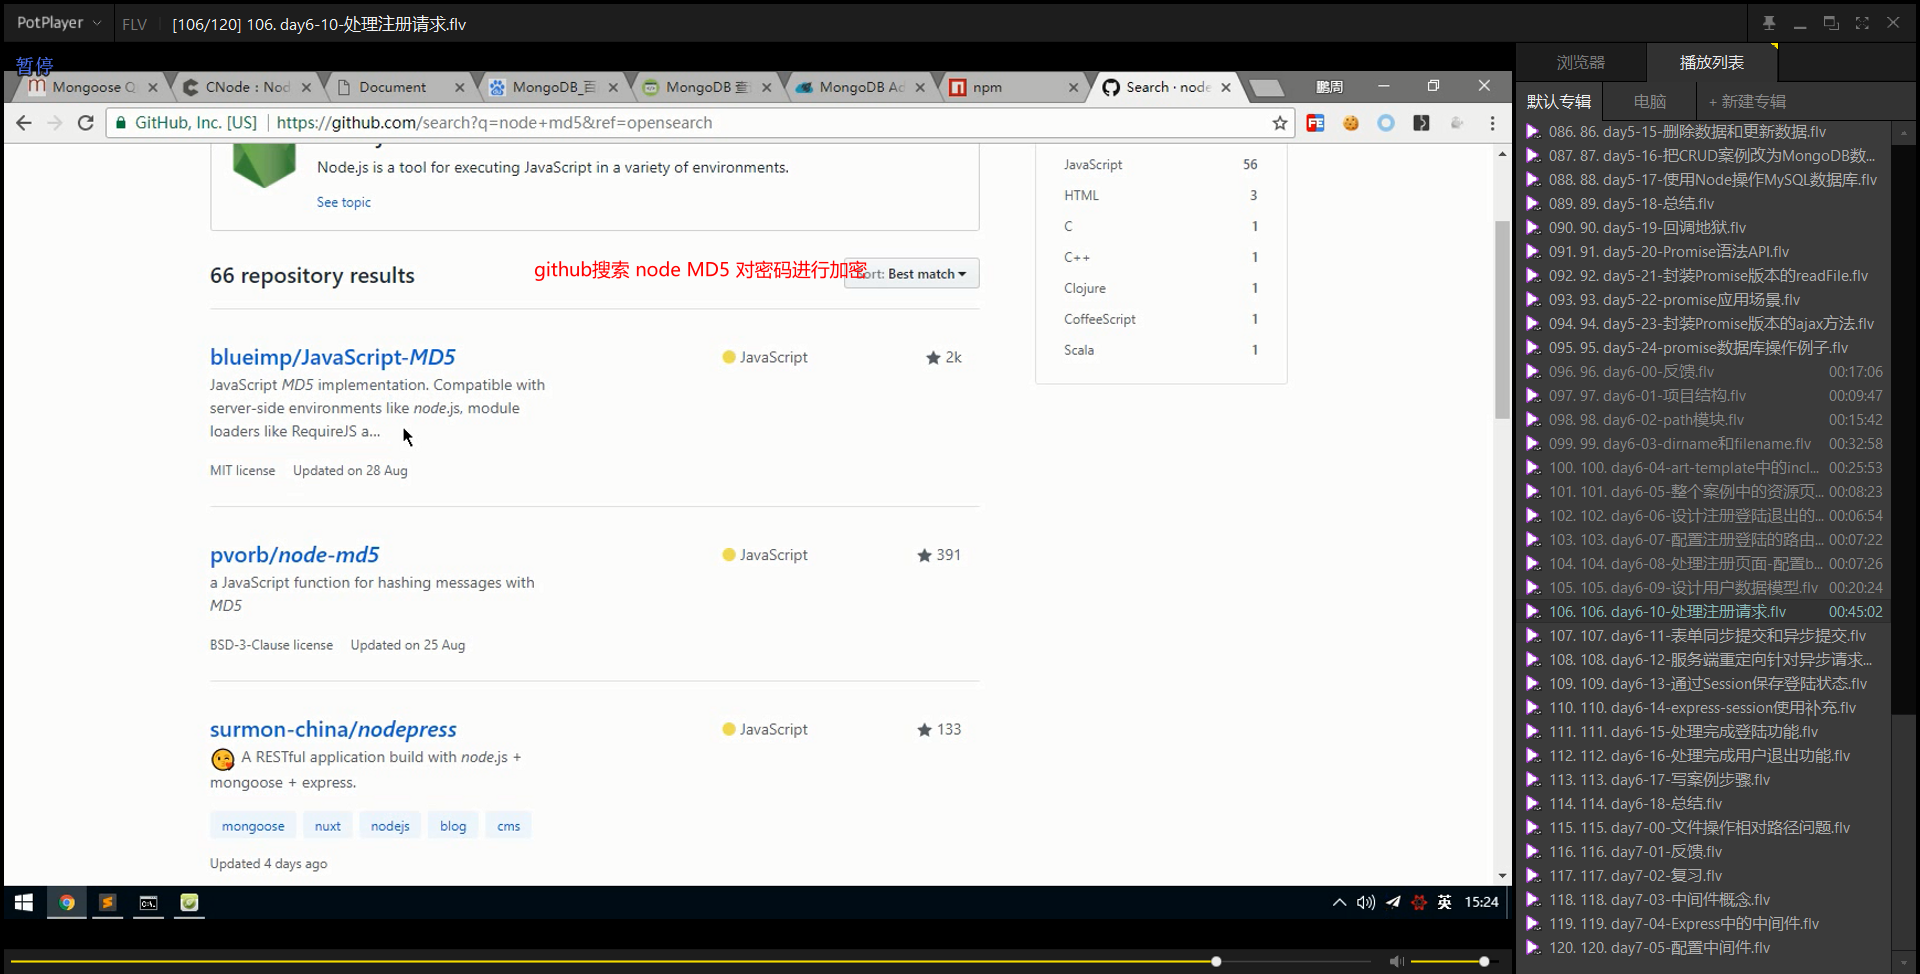 PotPlayer
FLV
[106/120] 106. day6-10-处理注册请求.flv
暂停
Mongoose Q
CNode : Nod
Document
MongoDB_百
MongoDB 查
MongoDB Ad
npm
Search · node
鹏周
GitHub, Inc. [US]
https://github.com/search?q=node+md5&ref=opensearch
Node.js is a tool for executing JavaScript in a variety of environments.
See topic
JavaScript 56
HTML 3
C 1
C++ 1
Clojure 1
CoffeeScript 1
Scala 1
66 repository results
github搜索 node MD5 对密码进行加密
Best match
blueimp/JavaScript-MD5
JavaScript
2k
JavaScript MD5 implementation. Compatible with
server-side environments like node.js, module
loaders like RequireJS a...
MIT license Updated on 28 Aug
pvorb/node-md5
JavaScript
391
a JavaScript function for hashing messages with
MD5
BSD-3-Clause license Updated on 25 Aug
surmon-china/nodepress
JavaScript
133
A RESTful application build with node.js +
mongoose + express.
mongoose nuxt nodejs blog cms
Updated 4 days ago
英
15:24
浏览器
播放列表
默认专辑
电脑
+ 新建专辑
086. 86. day5-15-删除数据和更新数据.flv
087. 87. day5-16-把CRUD案例改为MongoDB数...
088. 88. day5-17-使用Node操作MySQL数据库.flv
089. 89. day5-18-总结.flv
090. 90. day5-19-回调地狱.flv
091. 91. day5-20-Promise语法API.flv
092. 92. day5-21-封装Promise版本的readFile.flv
093. 93. day5-22-promise应用场景.flv
094. 94. day5-23-封装Promise版本的ajax方法.flv
095. 95. day5-24-promise数据库操作例子.flv
096. 96. day6-00-反馈.flv 00:17:06
097. 97. day6-01-项目结构.flv 00:09:47
098. 98. day6-02-path模块.flv 00:15:42
099. 99. day6-03-dirname和filename.flv 00:32:58
100. 100. day6-04-art-template中的incl... 00:25:53
101. 101. day6-05-整个案例中的资源页... 00:08:23
102. 102. day6-06-设计注册登陆退出的... 00:06:54
103. 103. day6-07-配置注册登陆的路由... 00:07:22
104. 104. day6-08-处理注册页面-配置b... 00:07:26
105. 105. day6-09-设计用户数据模型.flv 00:20:24
106. 106. day6-10-处理注册请求.flv 00:45:02
107. 107. day6-11-表单同步提交和异步提交.flv
108. 108. day6-12-服务端重定向针对异步请求...
109. 109. day6-13-通过Session保存登陆状态.flv
110. 110. day6-14-express-session使用补充.flv
111. 111. day6-15-处理完成登陆功能.flv
112. 112. day6-16-处理完成用户退出功能.flv
113. 113. day6-17-写案例步骤.flv
114. 114. day6-18-总结.flv
115. 115. day7-00-文件操作相对路径问题.flv
116. 116. day7-01-反馈.flv
117. 117. day7-02-复习.flv
118. 118. day7-03-中间件概念.flv
119. 119. day7-04-Express中的中间件.flv
120. 120. day7-05-配置中间件.flv